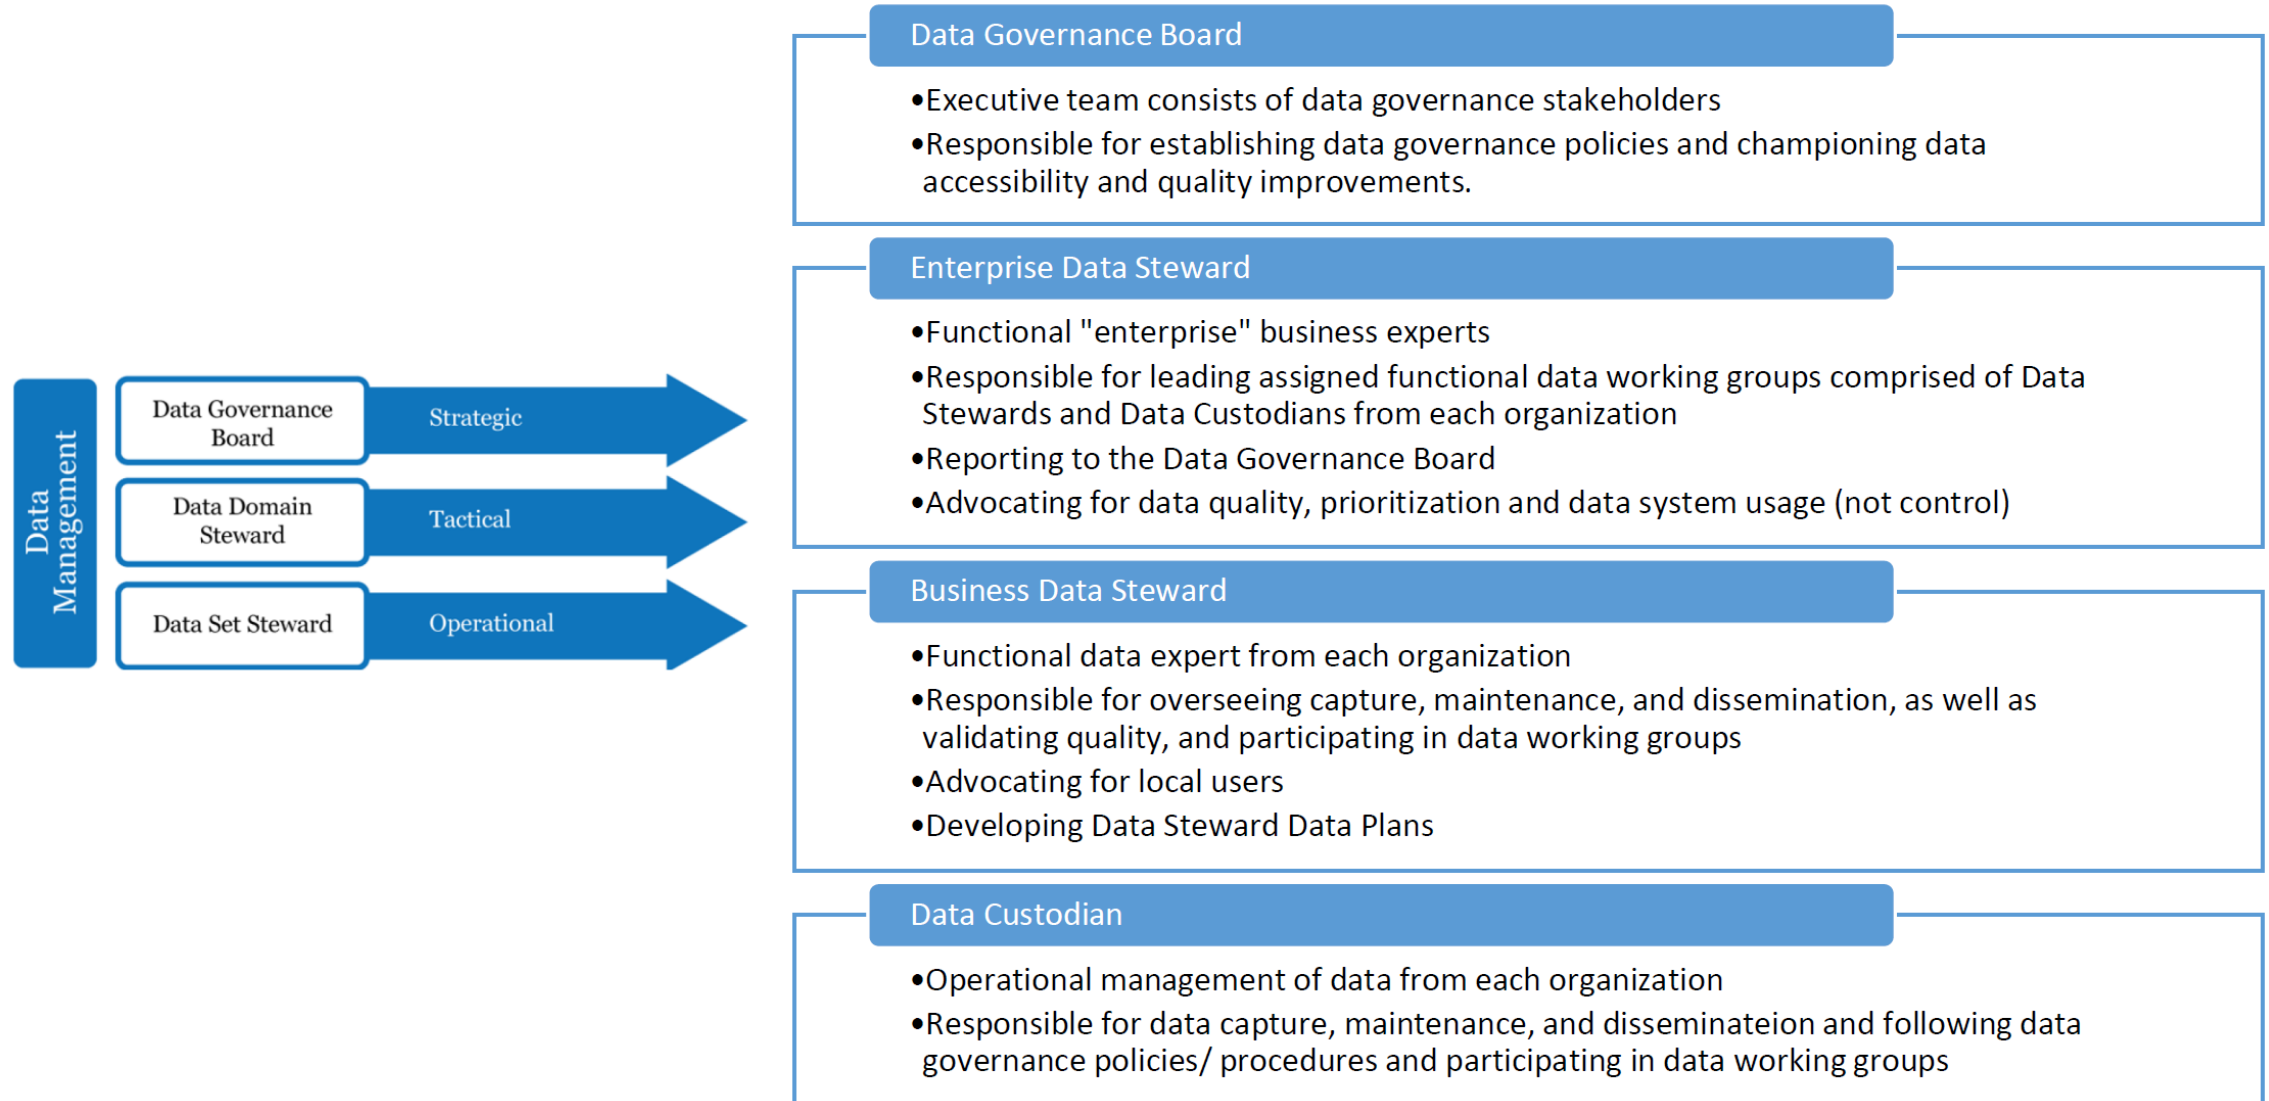 Data
Management
Data Governance
Board
Strategic
Data Domain
Steward
Tactical
Data Set Steward
Operational
Data Governance Board
•Executive team consists of data governance stakeholders
•Responsible for establishing data governance policies and championing data
accessibility and quality improvements.
Enterprise Data Steward
•Functional "enterprise" business experts
•Responsible for leading assigned functional data working groups comprised of Data
Stewards and Data Custodians from each organization
•Reporting to the Data Governance Board
•Advocating for data quality, prioritization and data system usage (not control)
Business Data Steward
•Functional data expert from each organization
•Responsible for overseeing capture, maintenance, and dissemination, as well as
validating quality, and participating in data working groups
•Advocating for local users
•Developing Data Steward Data Plans
Data Custodian
•Operational management of data from each organization
•Responsible for data capture, maintenance, and disseminateion and following data
governance policies/ procedures and participating in data working groups